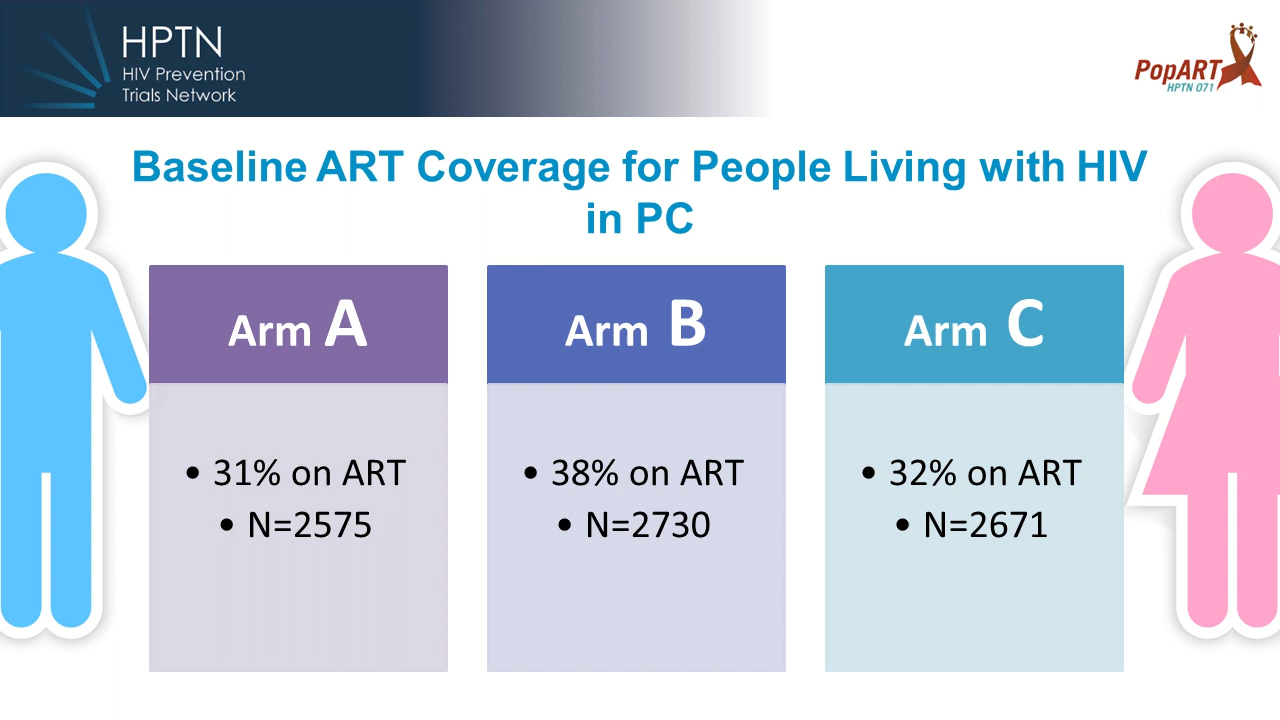 HPTN
HIV Prevention
Trials Network
PopART
HPTN 071
Baseline ART Coverage for People Living with HIV
in PC
Arm A
• 31% on ART
• N=2575
Arm B
• 38% on ART
• N=2730
Arm C
• 32% on ART
• N=2671